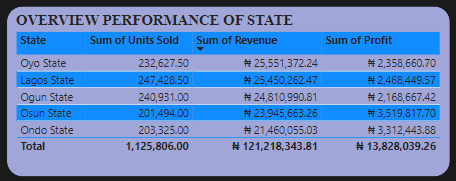 OVERVIEW PERFORMANCE OF STATE
State Sum of Units Sold Sum of Revenue Sum of Profit
Oyo State 232,627.50 ₦ 25,551,372.24 ₦ 2,358,660.70
Lagos State 247,428.50 ₦ 25,450,262.47 ₦ 2,468,449.57
Ogun State 240,931.00 ₦ 24,810,990.81 ₦ 2,168,667.42
Osun State 201,494.00 ₦ 23,945,663.26 ₦ 3,519,817.70
Ondo State 203,325.00 ₦ 21,460,055.03 ₦ 3,312,443.88
Total 1,125,806.00 ₦ 121,218,343.81 ₦ 13,828,039.26